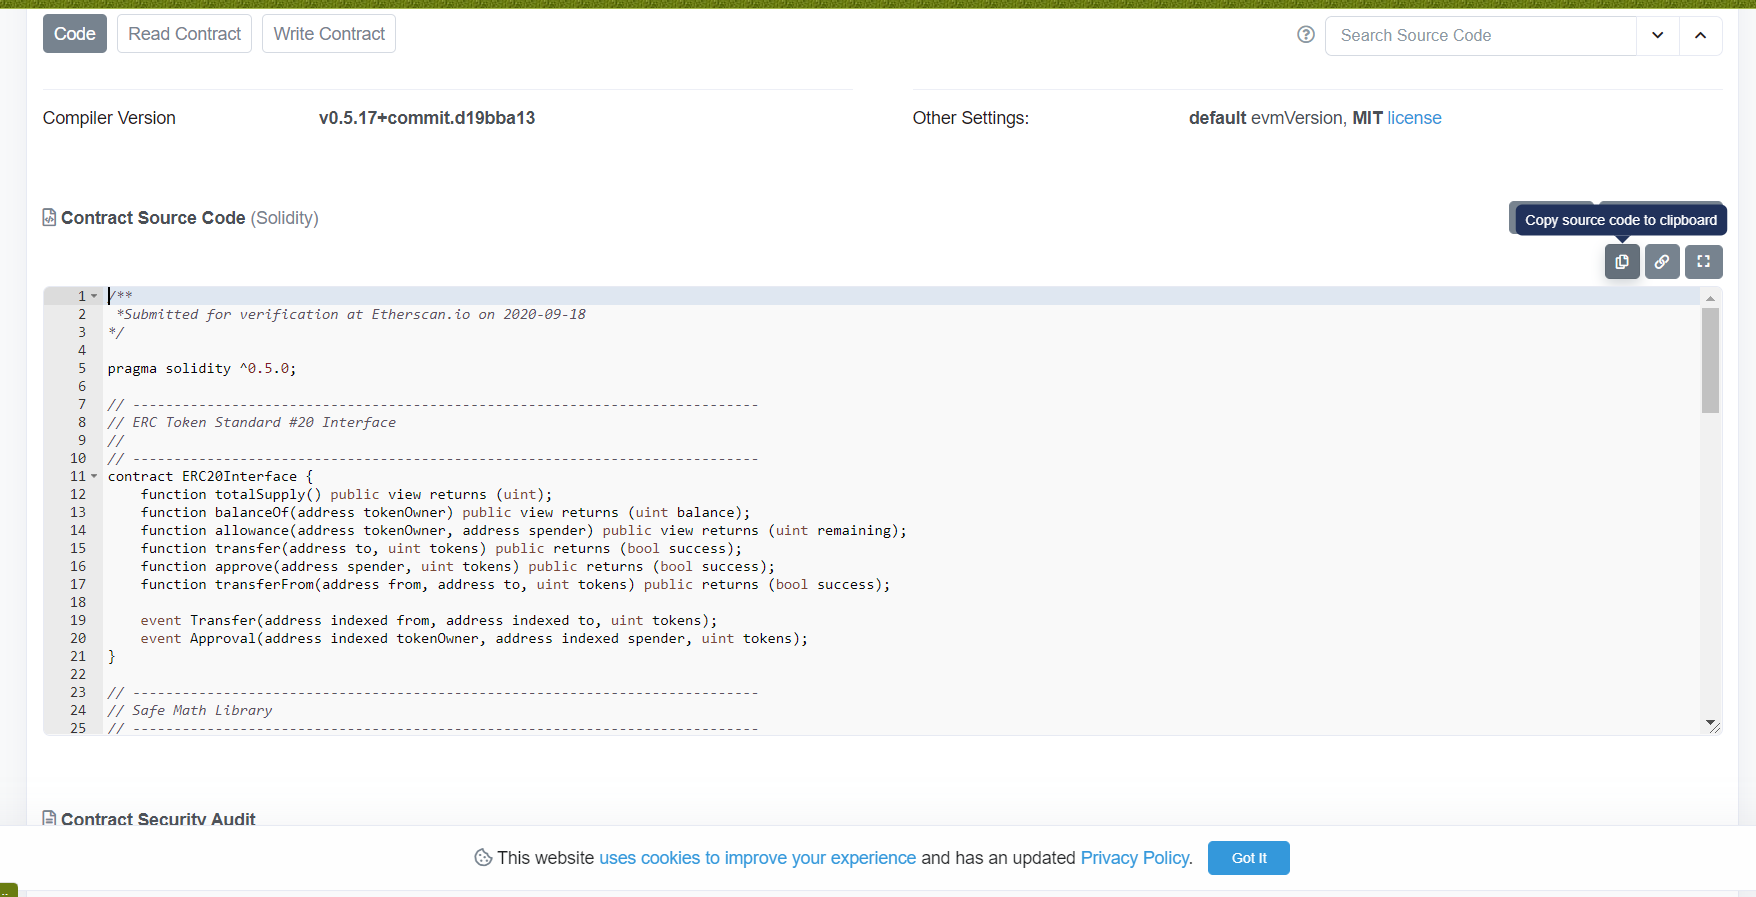 Code Read Contract Write Contract Search Source Code
Compiler Version v0.5.17+commit.d19bba13 Other Settings: default evmVersion, MIT license
Contract Source Code (Solidity)
Copy source code to clipboard
1 /**
2 *Submitted for verification at Etherscan.io on 2020-09-18
3 */
4
5 pragma solidity ^0.5.0;
6
7 // ----------------------------------------------------------------------------
8 // ERC Token Standard #20 Interface
9 //
10 // ----------------------------------------------------------------------------
11 contract ERC20Interface {
12 function totalSupply() public view returns (uint);
13 function balanceOf(address tokenOwner) public view returns (uint balance);
14 function allowance(address tokenOwner, address spender) public view returns (uint remaining);
15 function transfer(address to, uint tokens) public returns (bool success);
16 function approve(address spender, uint tokens) public returns (bool success);
17 function transferFrom(address from, address to, uint tokens) public returns (bool success);
18
19 event Transfer(address indexed from, address indexed to, uint tokens);
20 event Approval(address indexed tokenOwner, address indexed spender, uint tokens);
21 }
22
23 // ----------------------------------------------------------------------------
24 // Safe Math Library
25 // ----------------------------------------------------------------------------
Contract Security Audit
This website uses cookies to improve your experience and has an updated Privacy Policy. Got It